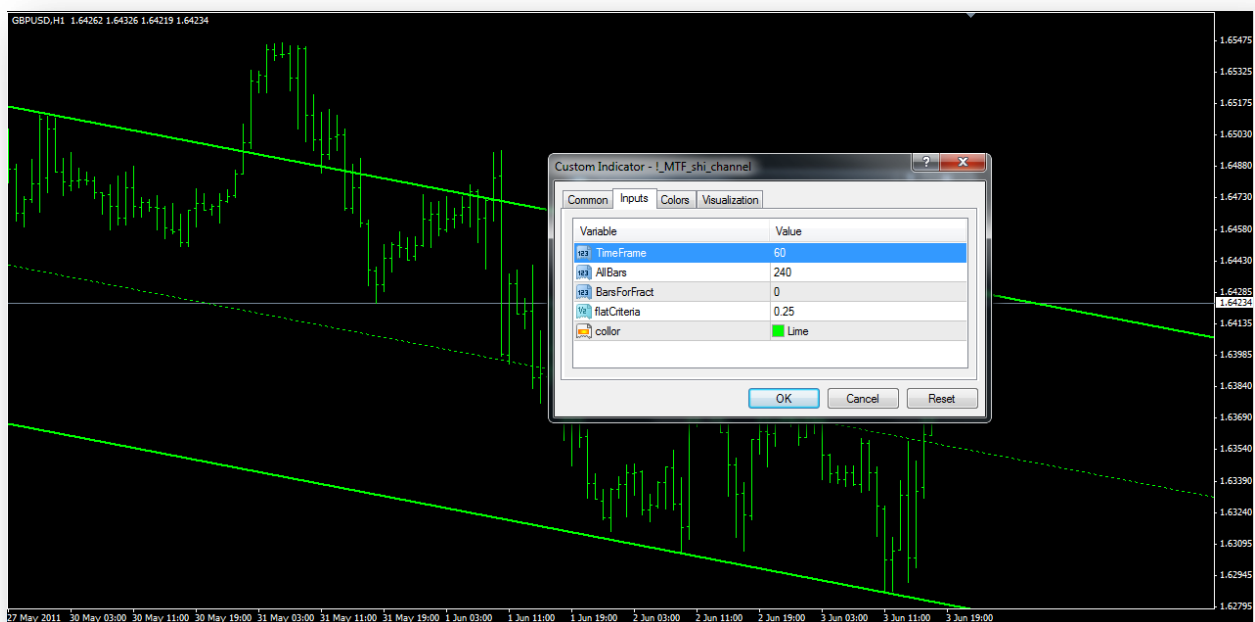 GBPUSD,H1 1.64262 1.64326 1.64219 1.64234
1.65475
1.65325
1.65175
1.65030
1.64880
1.64730
1.64580
1.64430
1.64285
1.64234
1.64135
1.63985
1.63840
1.63690
1.63540
1.63390
1.63240
1.63095
1.62945
1.62795
Custom Indicator - !_MTF_shi_channel
? X
Common Inputs Colors Visualization
Variable Value
123 TimeFrame 60
123 AllBars 240
123 BarsForFract 0
flatCriteria 0.25
collor Lime
OK Cancel Reset
27 May 2011 30 May 03:00 30 May 11:00 30 May 19:00 31 May 03:00 31 May 11:00 31 May 19:00 1 Jun 03:00 1 Jun 11:00 1 Jun 19:00 2 Jun 03:00 2 Jun 11:00 2 Jun 19:00 3 Jun 03:00 3 Jun 11:00 3 Jun 19:00